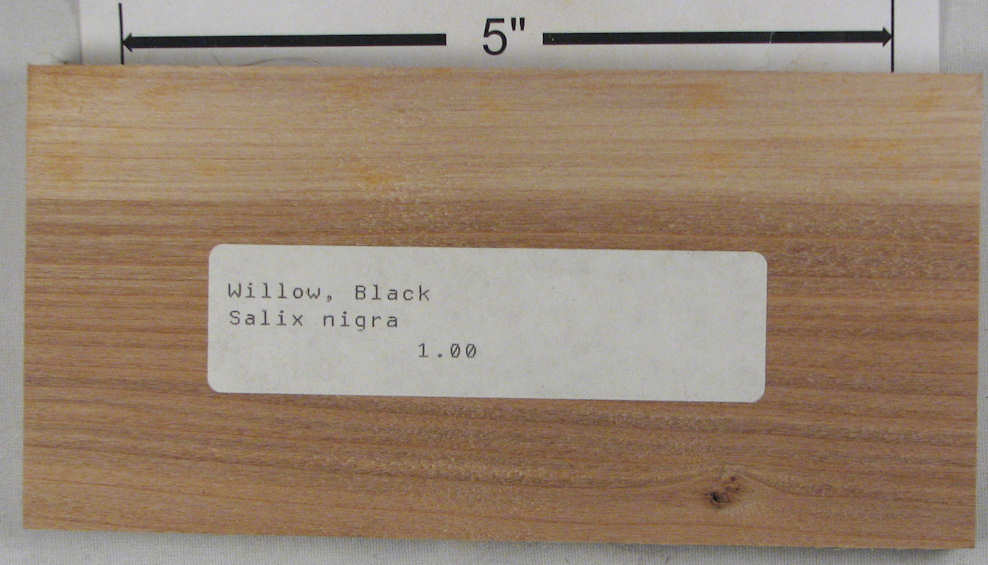 5"
Willow, Black
Salix nigra
1.00